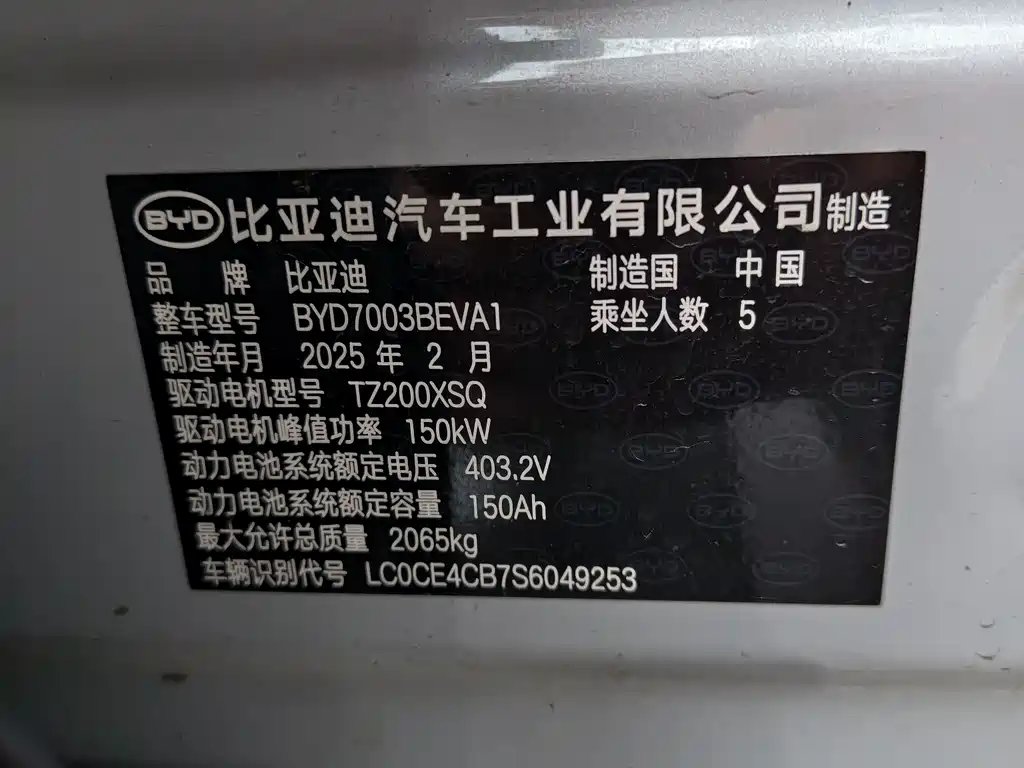 BYD 比亚迪汽车工业有限公司制造
品 牌 比亚迪 制造国 中国
整车型号 BYD7003BEVA1 乘坐人数 5
制造年月 2025 年 2 月
驱动电机型号 TZ200XSQ
驱动电机峰值功率 150kW
动力电池系统额定电压 403.2V
动力电池系统额定容量 150Ah
最大允许总质量 2065kg
车辆识别代号 LC0CE4CB7S6049253